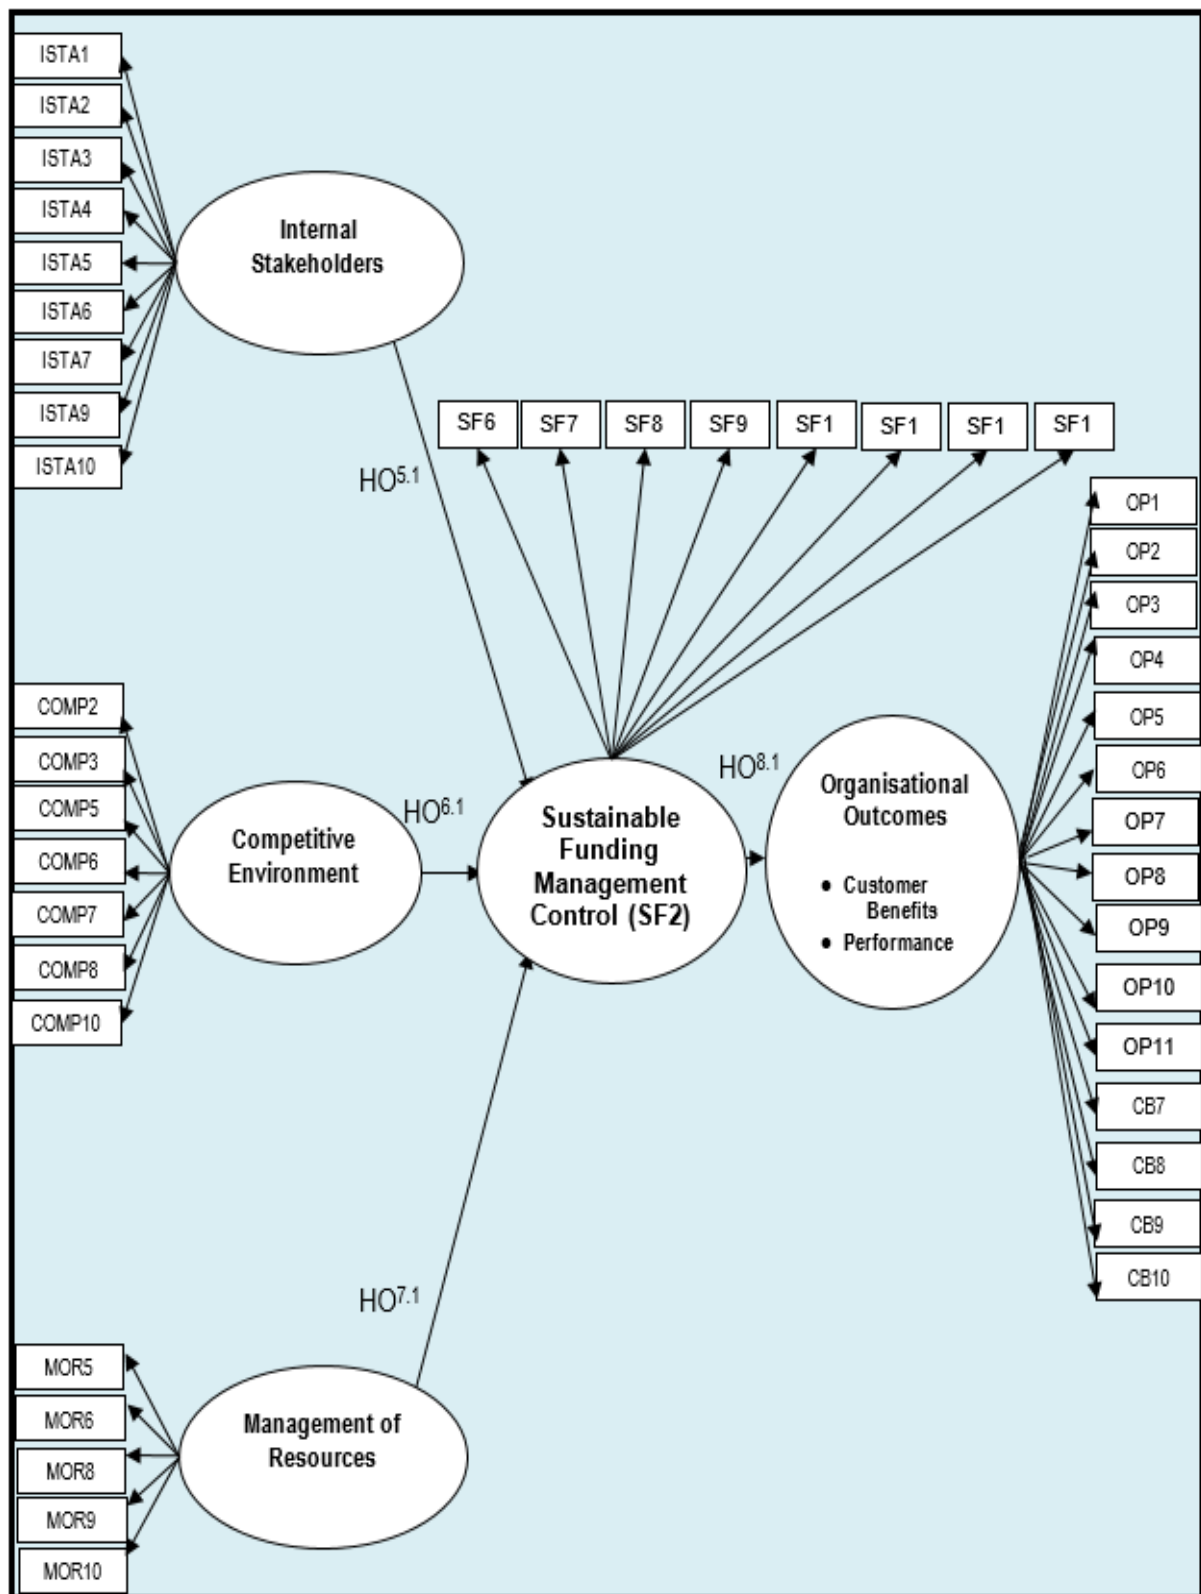 ISTA1
ISTA2
ISTA3
ISTA4
ISTA5
ISTA6
ISTA7
ISTA9
ISTA10
Internal
Stakeholders
HO5.1
SF6
SF7
SF8
SF9
SF1
SF1
SF1
SF1
COMP2
COMP3
COMP5
COMP6
COMP7
COMP8
COMP10
Competitive
Environment
HO6.1
Sustainable
Funding
Management
Control (SF2)
HO8.1
Organisational
Outcomes
• Customer
Benefits
• Performance
OP1
OP2
OP3
OP4
OP5
OP6
OP7
OP8
OP9
OP10
OP11
CB7
CB8
CB9
CB10
HO7.1
MOR5
MOR6
MOR8
MOR9
MOR10
Management of
Resources